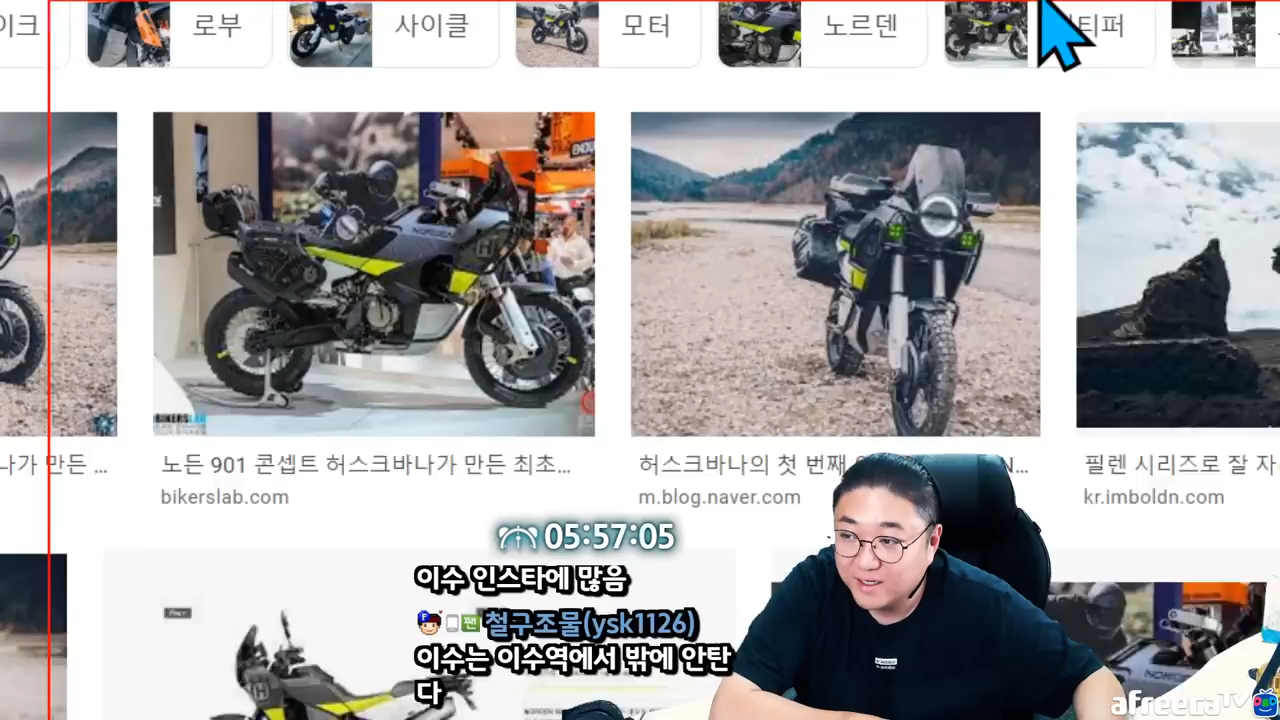 이크 로부 사이클 모터 노르덴 티퍼
나가 만든 ...
노든 901 콘셉트 허스크바나가 만든 최초...
허스크바나의 첫 번째
필렌 시리즈로 잘 자
bikerslab.com
m.blog.naver.com
kr.imboldn.com
05:57:05
이수 인스타에 많음
팬 철구조물(ysk1126)
이수는 이수역에서 밖에 안탄
다
afreecaTV